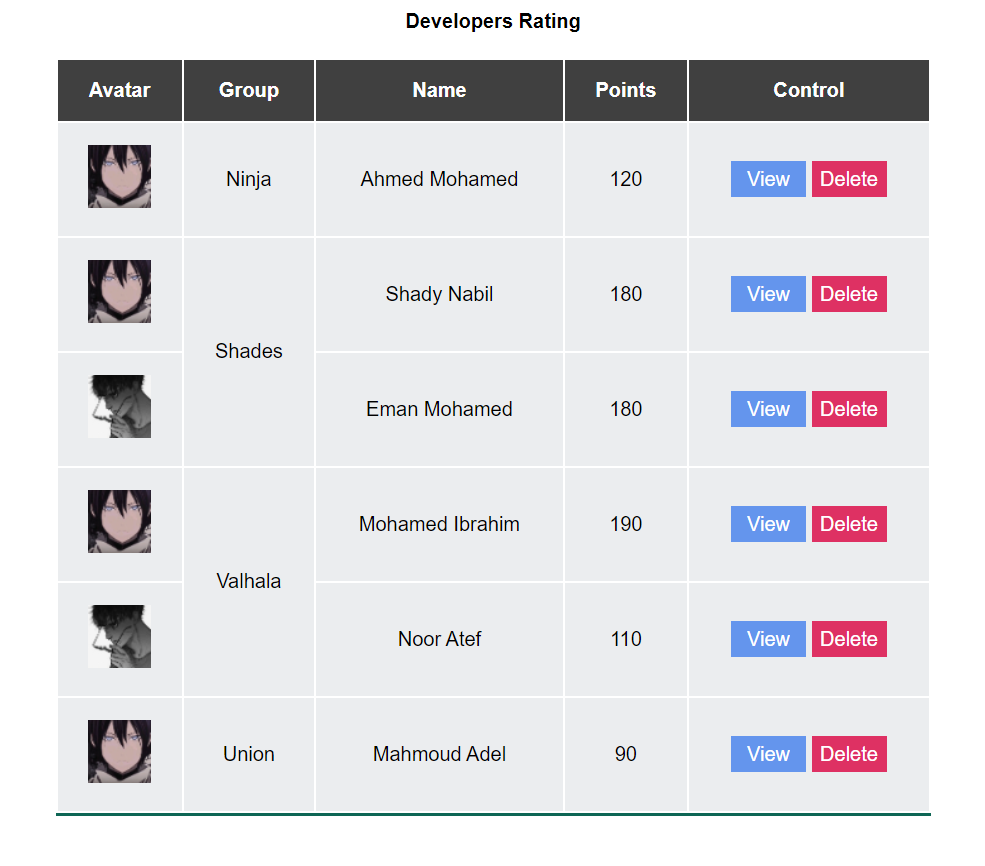 Developers Rating
Avatar Group Name Points Control
Ninja Ahmed Mohamed 120 View Delete
Shady Nabil 180 View Delete
Shades
Eman Mohamed 180 View Delete
Mohamed Ibrahim 190 View Delete
Valhala
Noor Atef 110 View Delete
Union Mahmoud Adel 90 View Delete